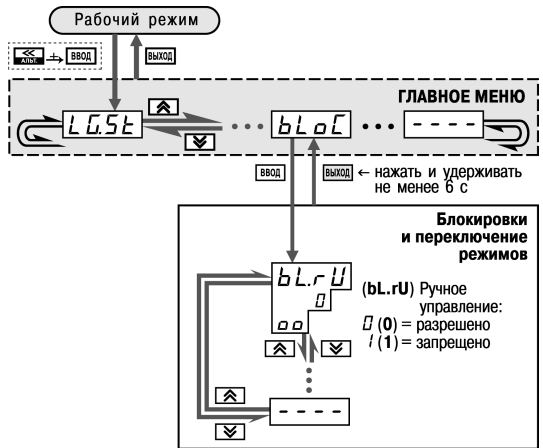 Рабочий режим
≪ АЛЬТ. + ВВОД ВЫХОД
ГЛАВНОЕ МЕНЮ
LG.St ••• bLoC ••• - - - -
ВВОД ВЫХОД ← нажать и удерживать
не менее 6 с
Блокировки
и переключение
режимов
bL.rU
0
oo
(bL.rU) Ручное
управление:
0 (0) = разрешено
1 (1) = запрещено
- - - -